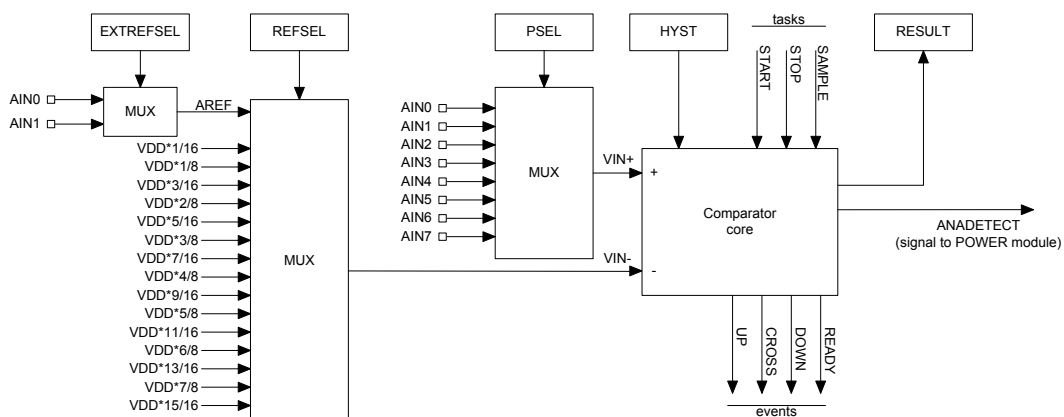 EXTREFSEL
REFSEL
PSEL
HYST
tasks
START
STOP
SAMPLE
RESULT
AIN0
AIN1
MUX
AREF
VDD*1/16
VDD*1/8
VDD*3/16
VDD*2/8
VDD*5/16
VDD*3/8
VDD*7/16
VDD*4/8
VDD*9/16
VDD*5/8
VDD*11/16
VDD*6/8
VDD*13/16
VDD*7/8
VDD*15/16
MUX
AIN0
AIN1
AIN2
AIN3
AIN4
AIN5
AIN6
AIN7
MUX
VIN+
VIN-
+
-
Comparator
core
ANADETECT
(signal to POWER module)
UP
CROSS
DOWN
READY
events